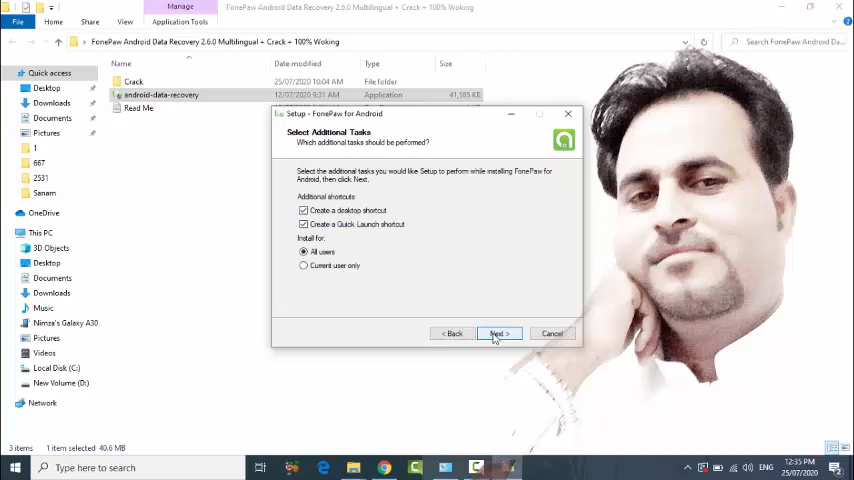 Manage
FonePaw Android Data Recovery 2.6.0 Multilingual + Crack + 100% Woking
File Home Share View Application Tools
FonePaw Android Data Recovery 2.6.0 Multilingual + Crack + 100% Woking
Search FonePaw Android Da...
Name Date modified Type Size
Quick access
Crack 25/07/2020 10:04 AM File folder
Desktop
android-data-recovery 12/07/2020 9:31 AM Application 41,585 KB
Downloads
Read Me
Documents
Pictures
1
667
2531
Sanam
OneDrive
This PC
3D Objects
Desktop
Documents
Downloads
Music
Nimza's Galaxy A30
Pictures
Videos
Local Disk (C:)
New Volume (D:)
Network
Setup - FonePaw for Android
Select Additional Tasks
Which additional tasks should be performed?
Select the additional tasks you would like Setup to perform while installing FonePaw for
Android, then click Next.
Additional shortcuts:
Create a desktop shortcut
Create a Quick Launch shortcut
Install for:
All users
Current user only
< Back Next > Cancel
3 items 1 item selected 40.6 MB
Type here to search
ENG
12:35 PM
25/07/2020
2